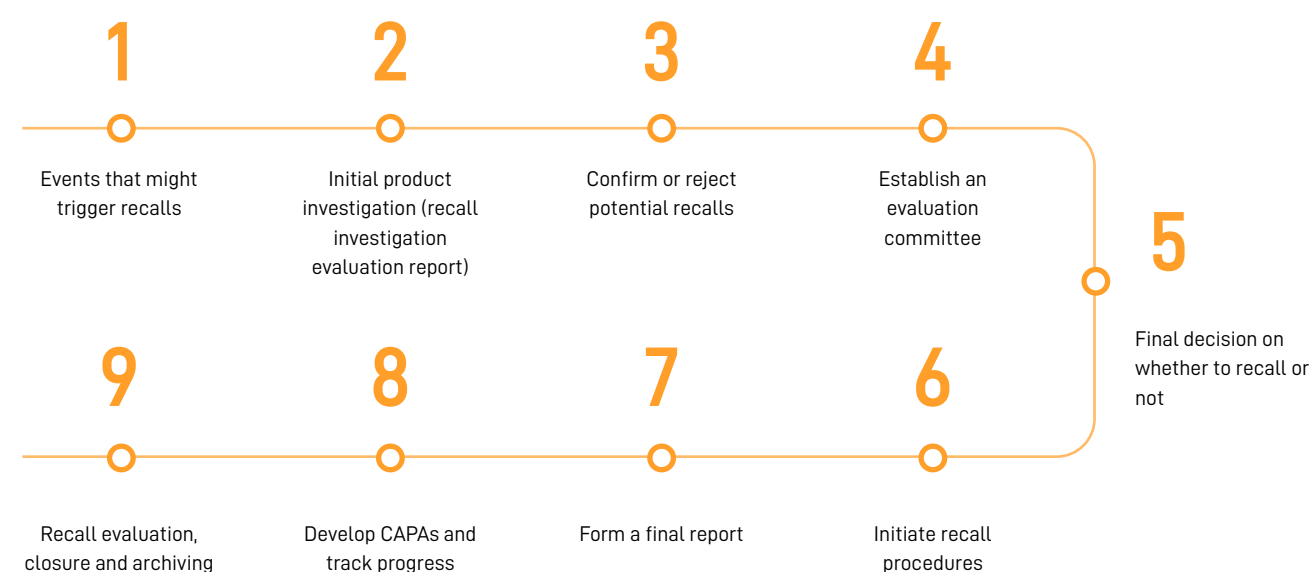 1
Events that might
trigger recalls
2
Initial product
investigation (recall
investigation
evaluation report)
3
Confirm or reject
potential recalls
4
Establish an
evaluation
committee
5
Final decision on
whether to recall or
not
6
Initiate recall
procedures
7
Form a final report
8
Develop CAPAs and
track progress
9
Recall evaluation,
closure and archiving